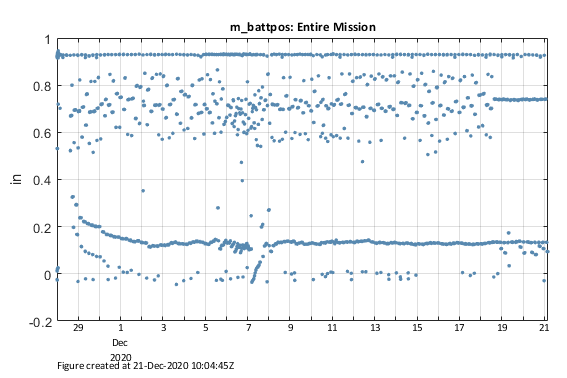 m_battpos: Entire Mission
1
0.8
0.6
0.4
0.2
0
-0.2
in
29 1 3 5 7 9 11 13 15 17 19 21
Dec
2020
Figure created at 21-Dec-2020 10:04:45Z